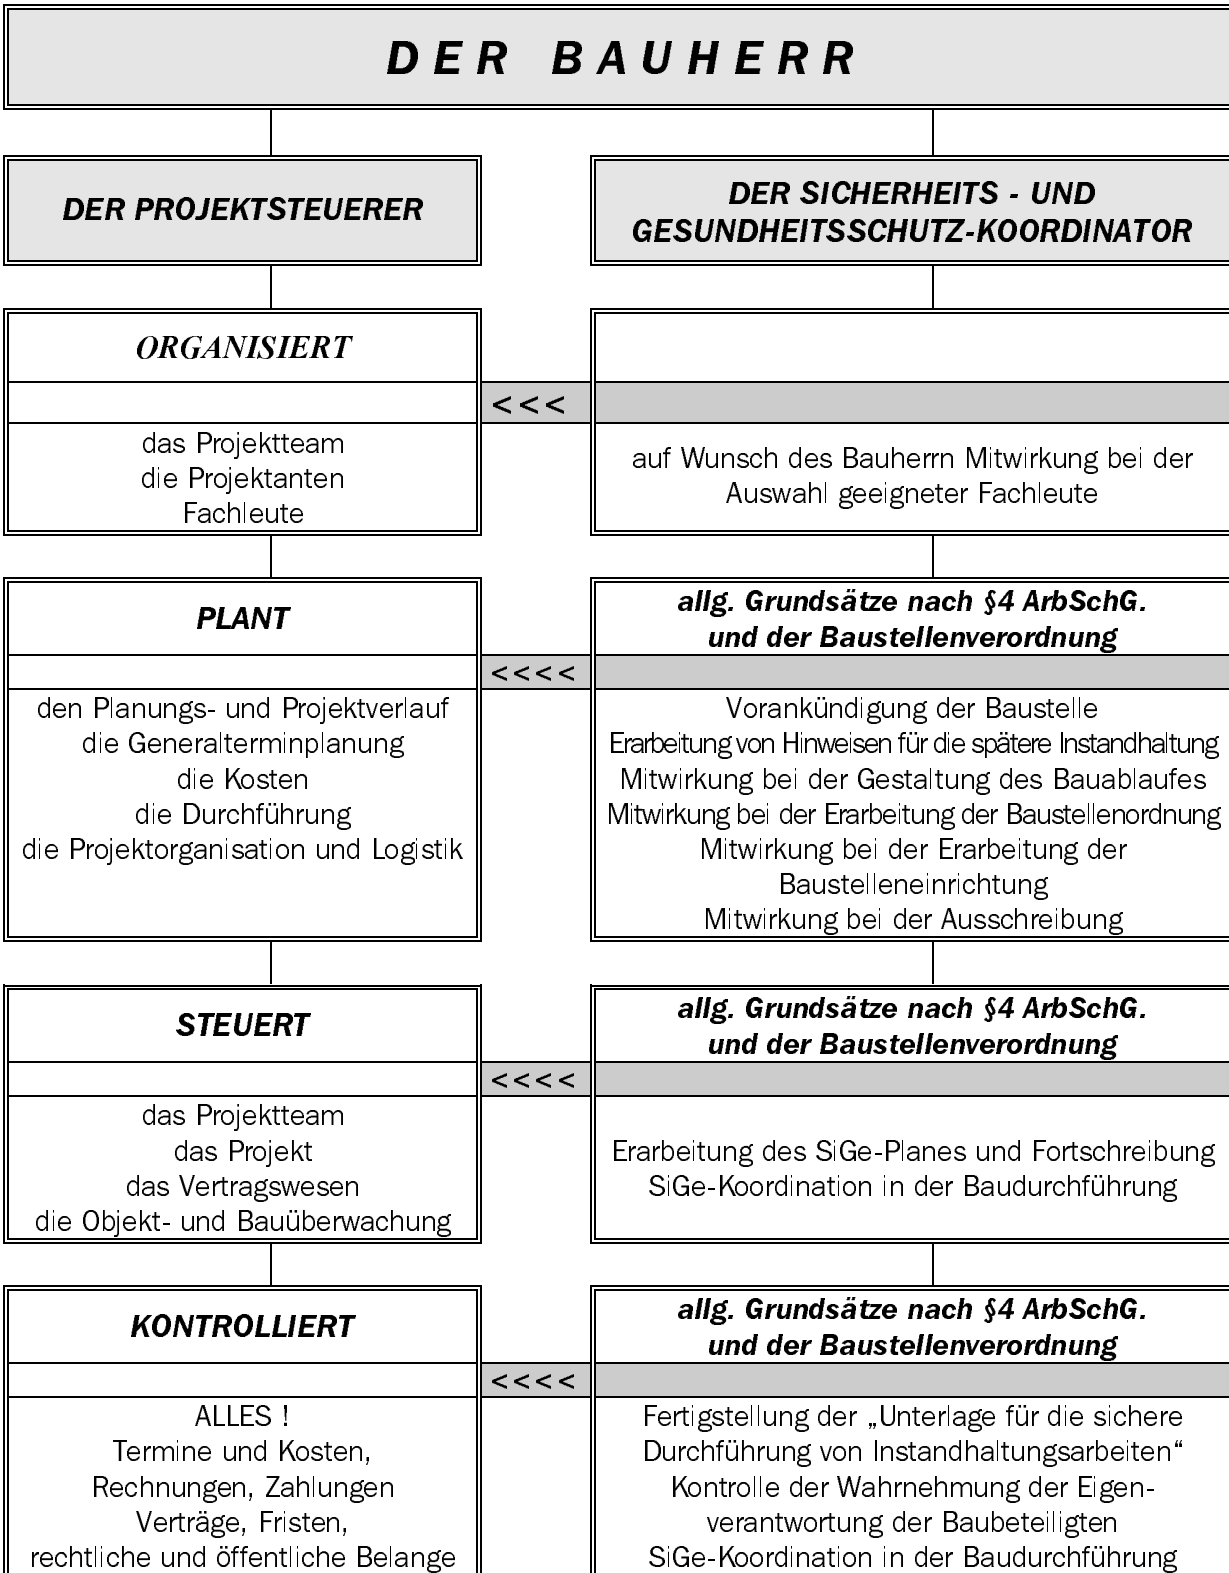 DER BAUHERR
DER PROJEKTSTEUERER
DER SICHERHEITS - UND
GESUNDHEITSSCHUTZ-KOORDINATOR
ORGANISIERT
<<<
das Projektteam
die Projektanten
Fachleute
auf Wunsch des Bauherrn Mitwirkung bei der
Auswahl geeigneter Fachleute
PLANT
allg. Grundsätze nach §4 ArbSchG.
und der Baustellenverordnung
<<<<
den Planungs- und Projektverlauf
die Generalterminplanung
die Kosten
die Durchführung
die Projektorganisation und Logistik
Vorankündigung der Baustelle
Erarbeitung von Hinweisen für die spätere Instandhaltung
Mitwirkung bei der Gestaltung des Bauablaufes
Mitwirkung bei der Erarbeitung der Baustellenordnung
Mitwirkung bei der Erarbeitung der
Baustelleneinrichtung
Mitwirkung bei der Ausschreibung
STEUERT
allg. Grundsätze nach §4 ArbSchG.
und der Baustellenverordnung
<<<<
das Projektteam
das Projekt
das Vertragswesen
die Objekt- und Bauüberwachung
Erarbeitung des SiGe-Planes und Fortschreibung
SiGe-Koordination in der Baudurchführung
KONTROLLIERT
allg. Grundsätze nach §4 ArbSchG.
und der Baustellenverordnung
<<<<
ALLES !
Termine und Kosten,
Rechnungen, Zahlungen
Verträge, Fristen,
rechtliche und öffentliche Belange
Fertigstellung der „Unterlage für die sichere
Durchführung von Instandhaltungsarbeiten“
Kontrolle der Wahrnehmung der Eigen-
verantwortung der Baubeteiligten
SiGe-Koordination in der Baudurchführung